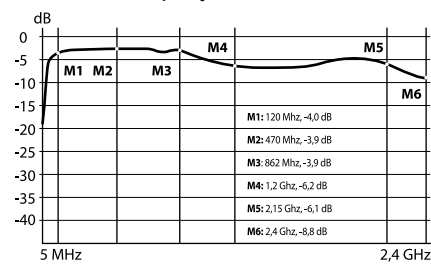 dB
0
-5
-10
-15
-20
-25
-30
-35
-40
M1 M2 M3 M4 M5 M6
M1: 120 Mhz, -4,0 dB
M2: 470 Mhz, -3,9 dB
M3: 862 Mhz, -3,9 dB
M4: 1,2 Ghz, -6,2 dB
M5: 2,15 Ghz, -6,1 dB
M6: 2,4 Ghz, -8,8 dB
5 MHz 2,4 GHz